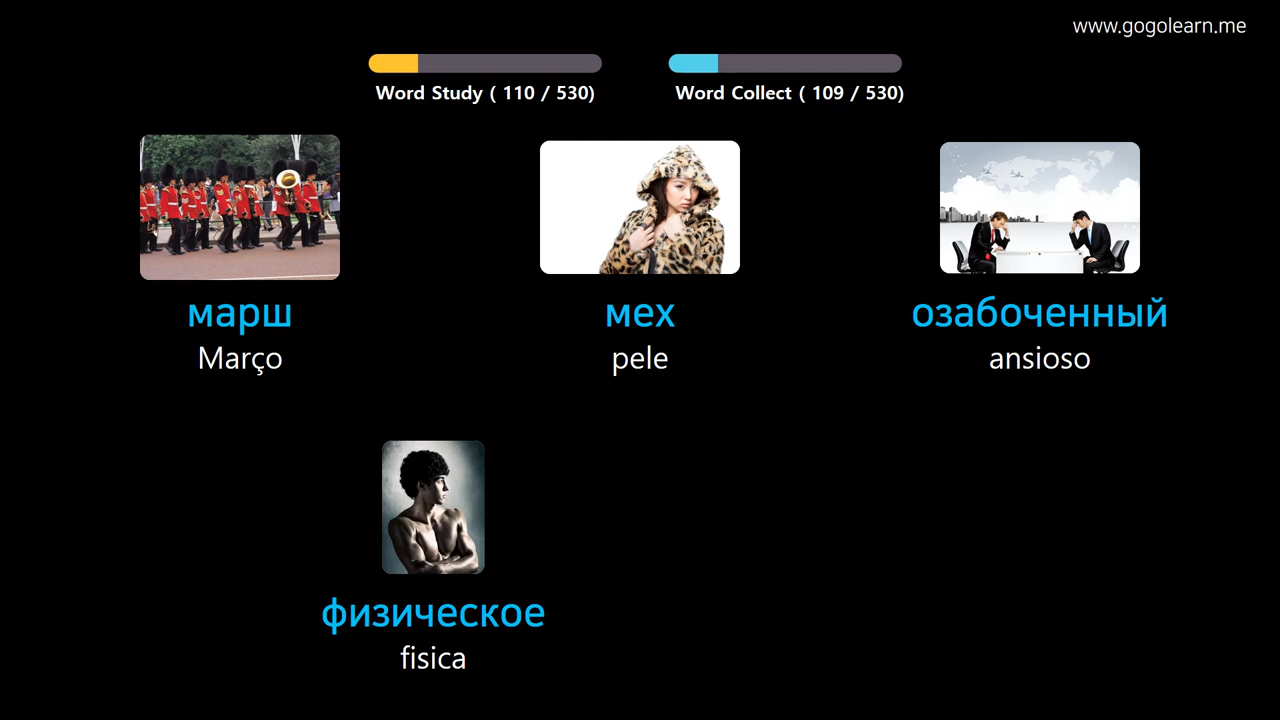 www.gogolearn.me
Word Study ( 110 / 530)
Word Collect ( 109 / 530)
марш
Março
мех
pele
озабоченный
ansioso
физическое
fisica